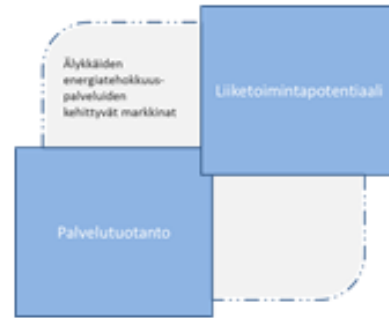 Älykkäiden
energiatehokkuus-
palveluiden
kehittyvät markkinat
Liiketoimintapotentiaali
Palvelutuotanto